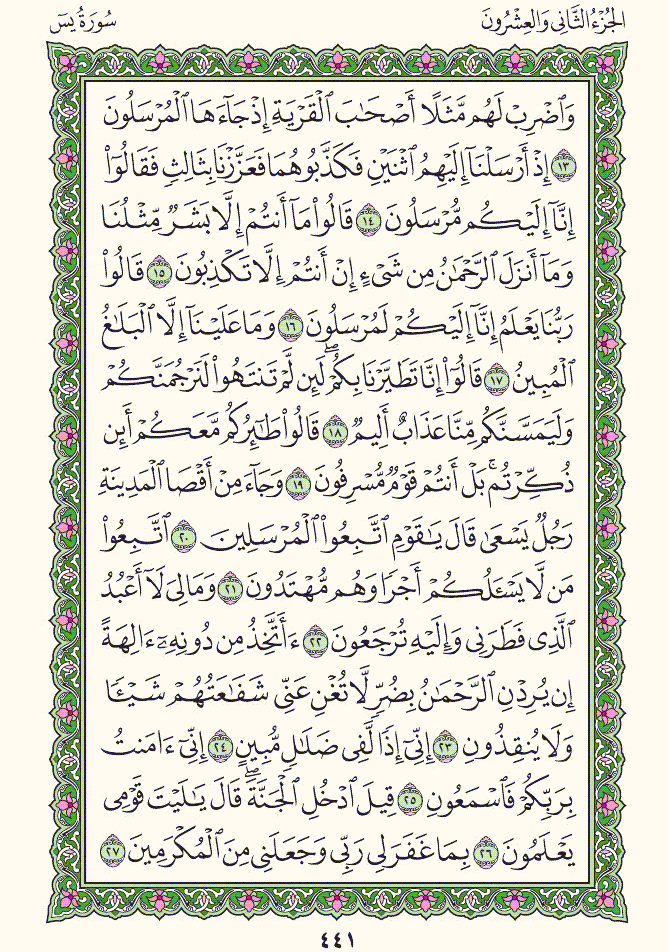 الجُزْءُ الثَّانِي وَالعِشْرُونَ
سُورَةُ يسٓ
وَٱضۡرِبۡ لَهُم مَّثَلًا أَصۡحَٰبَ ٱلۡقَرۡيَةِ إِذۡ جَآءَهَا ٱلۡمُرۡسَلُونَ
١٣ إِذۡ أَرۡسَلۡنَآ إِلَيۡهِمُ ٱثۡنَيۡنِ فَكَذَّبُوهُمَا فَعَزَّزۡنَا بِثَالِثٖ فَقَالُوٓاْ
إِنَّآ إِلَيۡكُم مُّرۡسَلُونَ ١٤ قَالُواْ مَآ أَنتُمۡ إِلَّا بَشَرٞ مِّثۡلُنَا
وَمَآ أَنزَلَ ٱلرَّحۡمَٰنُ مِن شَيۡءٍ إِنۡ أَنتُمۡ إِلَّا تَكۡذِبُونَ ١٥ قَالُواْ
رَبُّنَا يَعۡلَمُ إِنَّآ إِلَيۡكُمۡ لَمُرۡسَلُونَ ١٦ وَمَا عَلَيۡنَآ إِلَّا ٱلۡبَلَٰغُ
ٱلۡمُبِينُ ١٧ قَالُوٓاْ إِنَّا تَطَيَّرۡنَا بِكُمۡۖ لَئِن لَّمۡ تَنتَهُواْ لَنَرۡجُمَنَّكُمۡ
وَلَيَمَسَّنَّكُم مِّنَّا عَذَابٌ أَلِيمٞ ١٨ قَالُواْ طَٰٓئِرُكُم مَّعَكُمۡ أَئِن
ذُكِّرۡتُمۚ بَلۡ أَنتُمۡ قَوۡمٞ مُّسۡرِفُونَ ١٩ وَجَآءَ مِنۡ أَقۡصَا ٱلۡمَدِينَةِ
رَجُلٞ يَسۡعَىٰ قَالَ يَٰقَوۡمِ ٱتَّبِعُواْ ٱلۡمُرۡسَلِينَ ٢٠ ٱتَّبِعُواْ
مَن لَّا يَسۡـَٔلُكُمۡ أَجۡرٗا وَهُم مُّهۡتَدُونَ ٢١ وَمَالِيَ لَآ أَعۡبُدُ
ٱلَّذِي فَطَرَنِي وَإِلَيۡهِ تُرۡجَعُونَ ٢٢ ءَأَتَّخِذُ مِن دُونِهِۦٓ ءَالِهَةً
إِن يُرِدۡنِ ٱلرَّحۡمَٰنُ بِضُرّٖ لَّا تُغۡنِ عَنِّي شَفَٰعَتُهُمۡ شَيۡـٔٗا
وَلَا يُنقِذُونِ ٢٣ إِنِّيٓ إِذٗا لَّفِي ضَلَٰلٖ مُّبِينٍ ٢٤ إِنِّيٓ ءَامَنتُ
بِرَبِّكُمۡ فَٱسۡمَعُونِ ٢٥ قِيلَ ٱدۡخُلِ ٱلۡجَنَّةَۖ قَالَ يَٰلَيۡتَ قَوۡمِي
يَعۡلَمُونَ ٢٦ بِمَا غَفَرَ لِي رَبِّي وَجَعَلَنِي مِنَ ٱلۡمُكۡرَمِينَ ٢٧
٤٤١